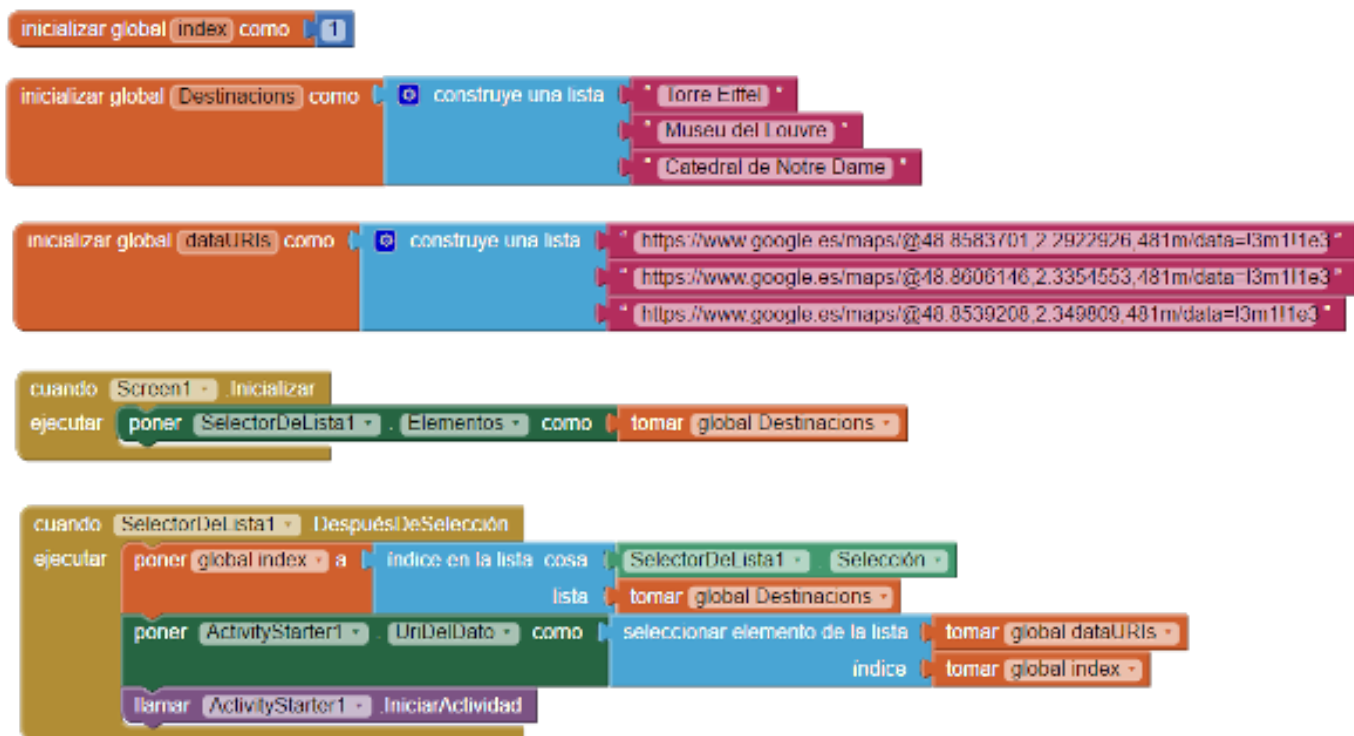 inicializar global index como 1
inicializar global Destinacions como construye una lista " Torre Eiffel "
" Museu del Louvre "
" Catedral de Notre Dame "
inicializar global dataURIs como construye una lista " https://www.google.es/maps/@48.8583701,2.2922926,481m/data=!3m1!1e3 "
" https://www.google.es/maps/@48.8606146,2.3354553,481m/data=!3m1!1e3 "
" https://www.google.es/maps/@48.8539208,2.349809,481m/data=!3m1!1e3 "
cuando Screen1 .Inicializar
ejecutar poner SelectorDeLista1 . Elementos como tomar global Destinacions
cuando SelectorDeLista1 .DespuésDeSelección
ejecutar poner global index a índice en la lista cosa SelectorDeLista1 . Selección
lista tomar global Destinacions
poner ActivityStarter1 . UriDelDato como seleccionar elemento de la lista tomar global dataURIs
índice tomar global index
llamar ActivityStarter1 .IniciarActividad